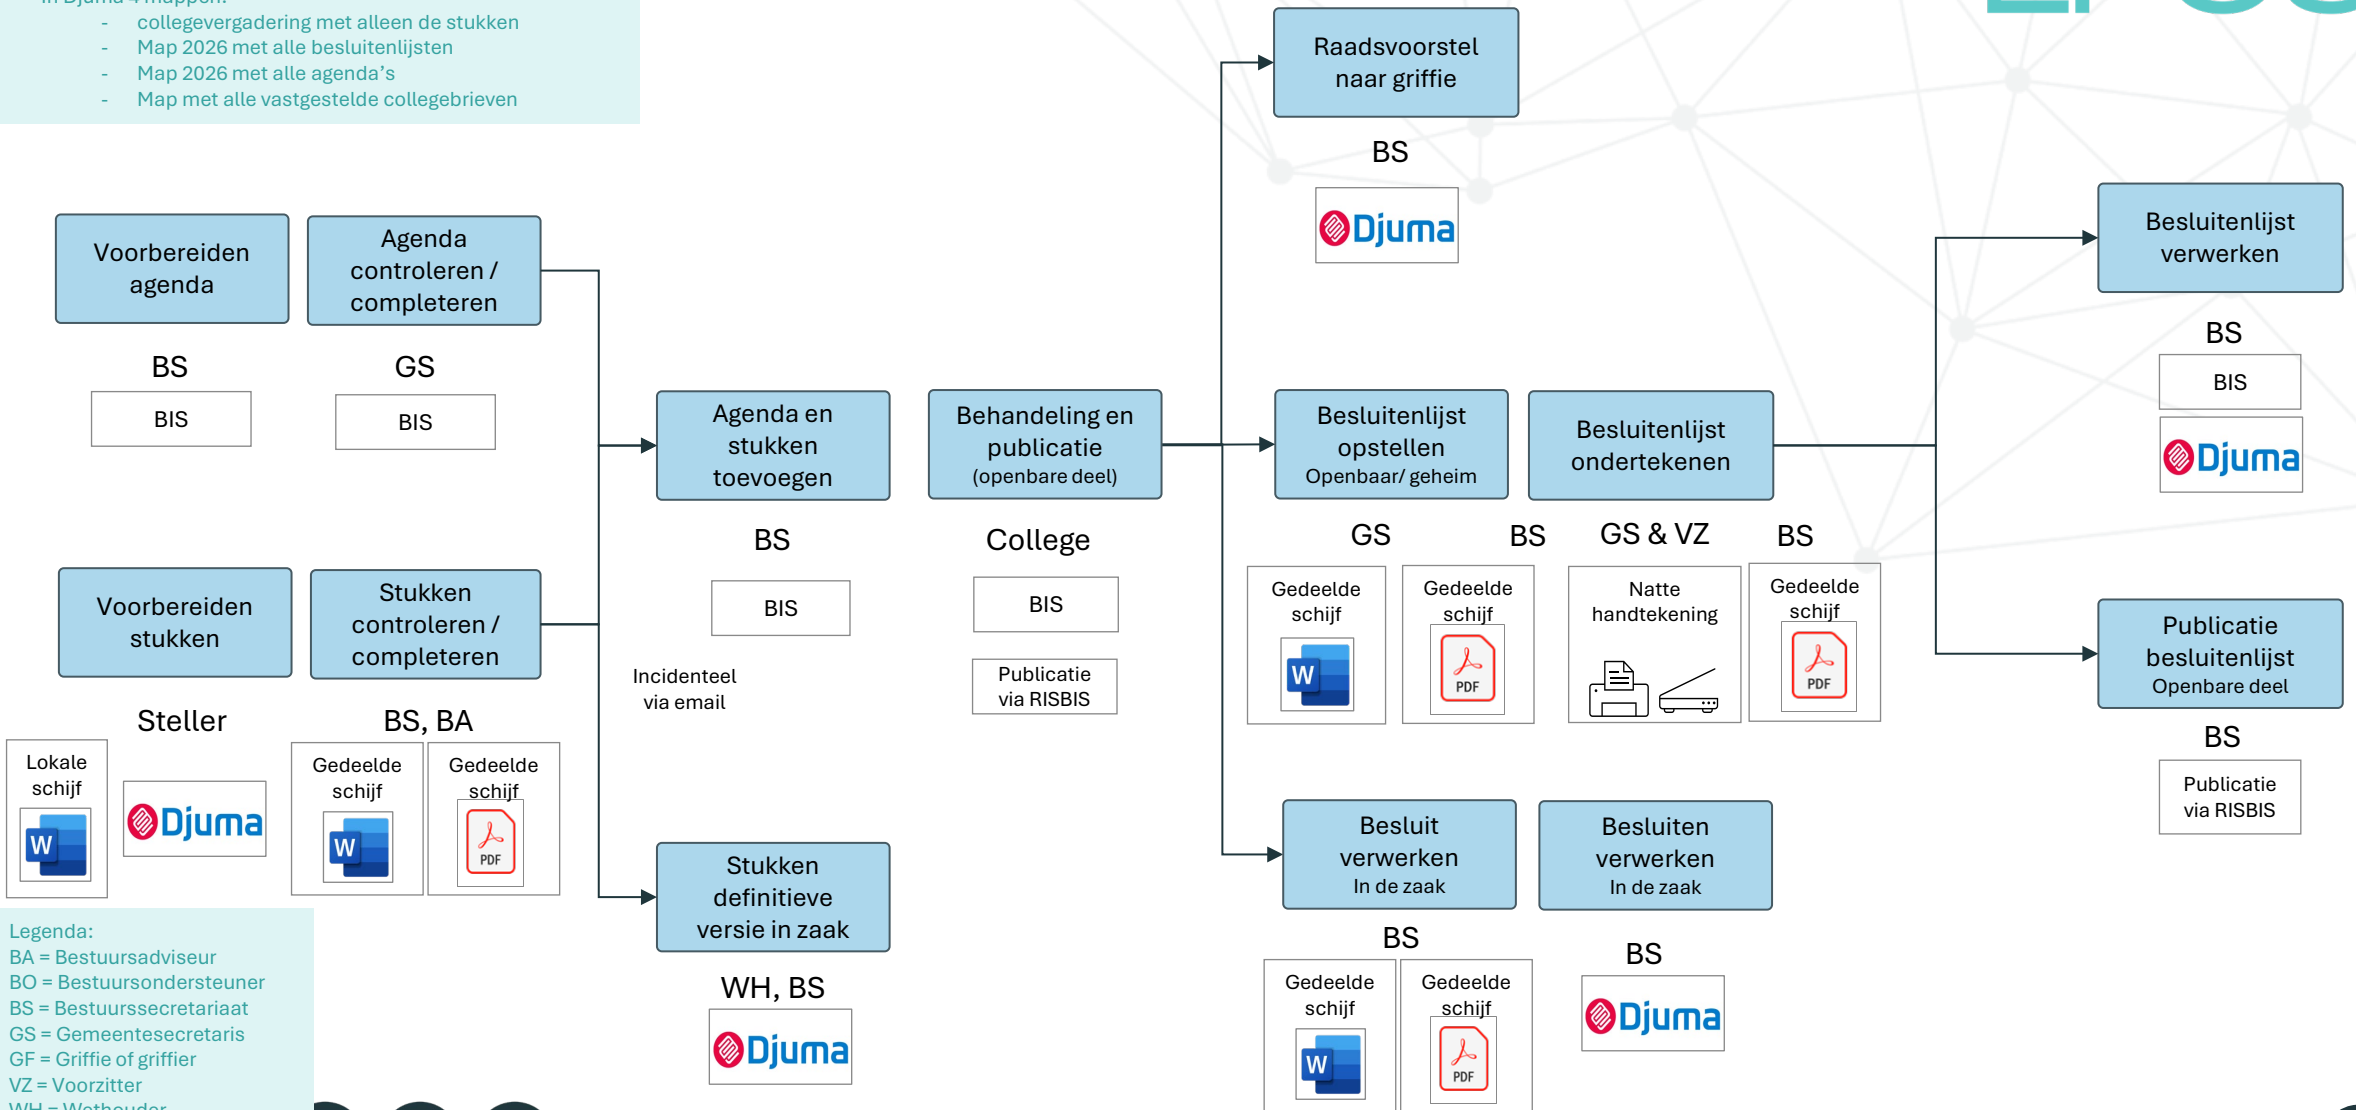 In Djuma 4 mappen:
- collegevergadering met alleen de stukken
- Map 2026 met alle besluitenlijsten
- Map 2026 met alle agenda's
- Map met alle vastgestelde collegebrieven
Raadsvoorstel
naar griffie
BS
Djuma
Voorbereiden
agenda
BS
BIS
Agenda
controleren /
completeren
GS
BIS
Voorbereiden
stukken
Steller
Lokale
schijf
W
Djuma
Stukken
controleren /
completeren
BS, BA
Gedeelde
schijf
W
Gedeelde
schijf
PDF
Incidenteel
via email
Agenda en
stukken
toevoegen
BS
BIS
Stukken
definitieve
versie in zaak
WH, BS
Djuma
Behandeling en
publicatie
(openbare deel)
College
BIS
Publicatie
via RISBIS
Besluitenlijst
opstellen
Openbaar/ geheim
GS
Gedeelde
schijf
W
BS
Gedeelde
schijf
PDF
Besluitenlijst
ondertekenen
GS & VZ
Natte
handtekening
BS
Gedeelde
schijf
PDF
Besluit
verwerken
In de zaak
BS
Gedeelde
schijf
W
Gedeelde
schijf
PDF
Besluiten
verwerken
In de zaak
BS
Djuma
Besluitenlijst
verwerken
BS
BIS
Djuma
Publicatie
besluitenlijst
Openbare deel
BS
Publicatie
via RISBIS
Legenda:
BA = Bestuursadviseur
BO = Bestuursondersteuner
BS = Bestuurssecretariaat
GS = Gemeentesecretaris
GF = Griffie of griffier
VZ = Voorzitter
WH = Wethouder